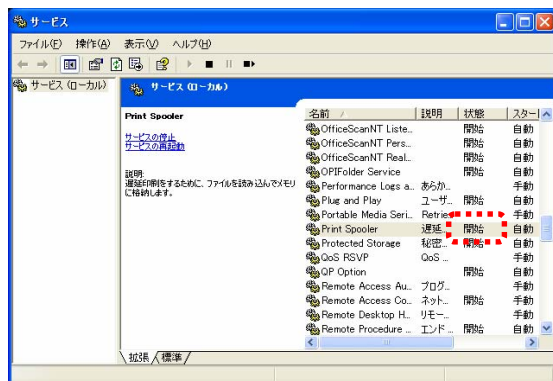 サービス
ファイル(F) 操作(A) 表示(V) ヘルプ(H)
サービス (ローカル)
サービス (ローカル)
Print Spooler
サービスの停止
サービスの再起動
説明:
遅延印刷をするために、ファイルを読み込んでメモリ
に格納します。
名前 / 説明 状態 スタート
OfficeScanNT Liste... 開始 自動
OfficeScanNT Pers... 開始 自動
OfficeScanNT Real... 開始 自動
OPIFolder Service 開始 自動
Performance Logs a... あらか... 手動
Plug and Play ユーザ... 開始 自動
Portable Media Seri... Retrie 手動
Print Spooler 遅延 開始 自動
Protected Storage 秘密... 開始 自動
QoS RSVP QoS ... 手動
QP Option 開始 自動
Remote Access Au... プログ... 手動
Remote Access Co... ネット... 開始 手動
Remote Desktop H... リモー... 手動
Remote Procedure ... エンド ... 開始 自動
拡張 標準